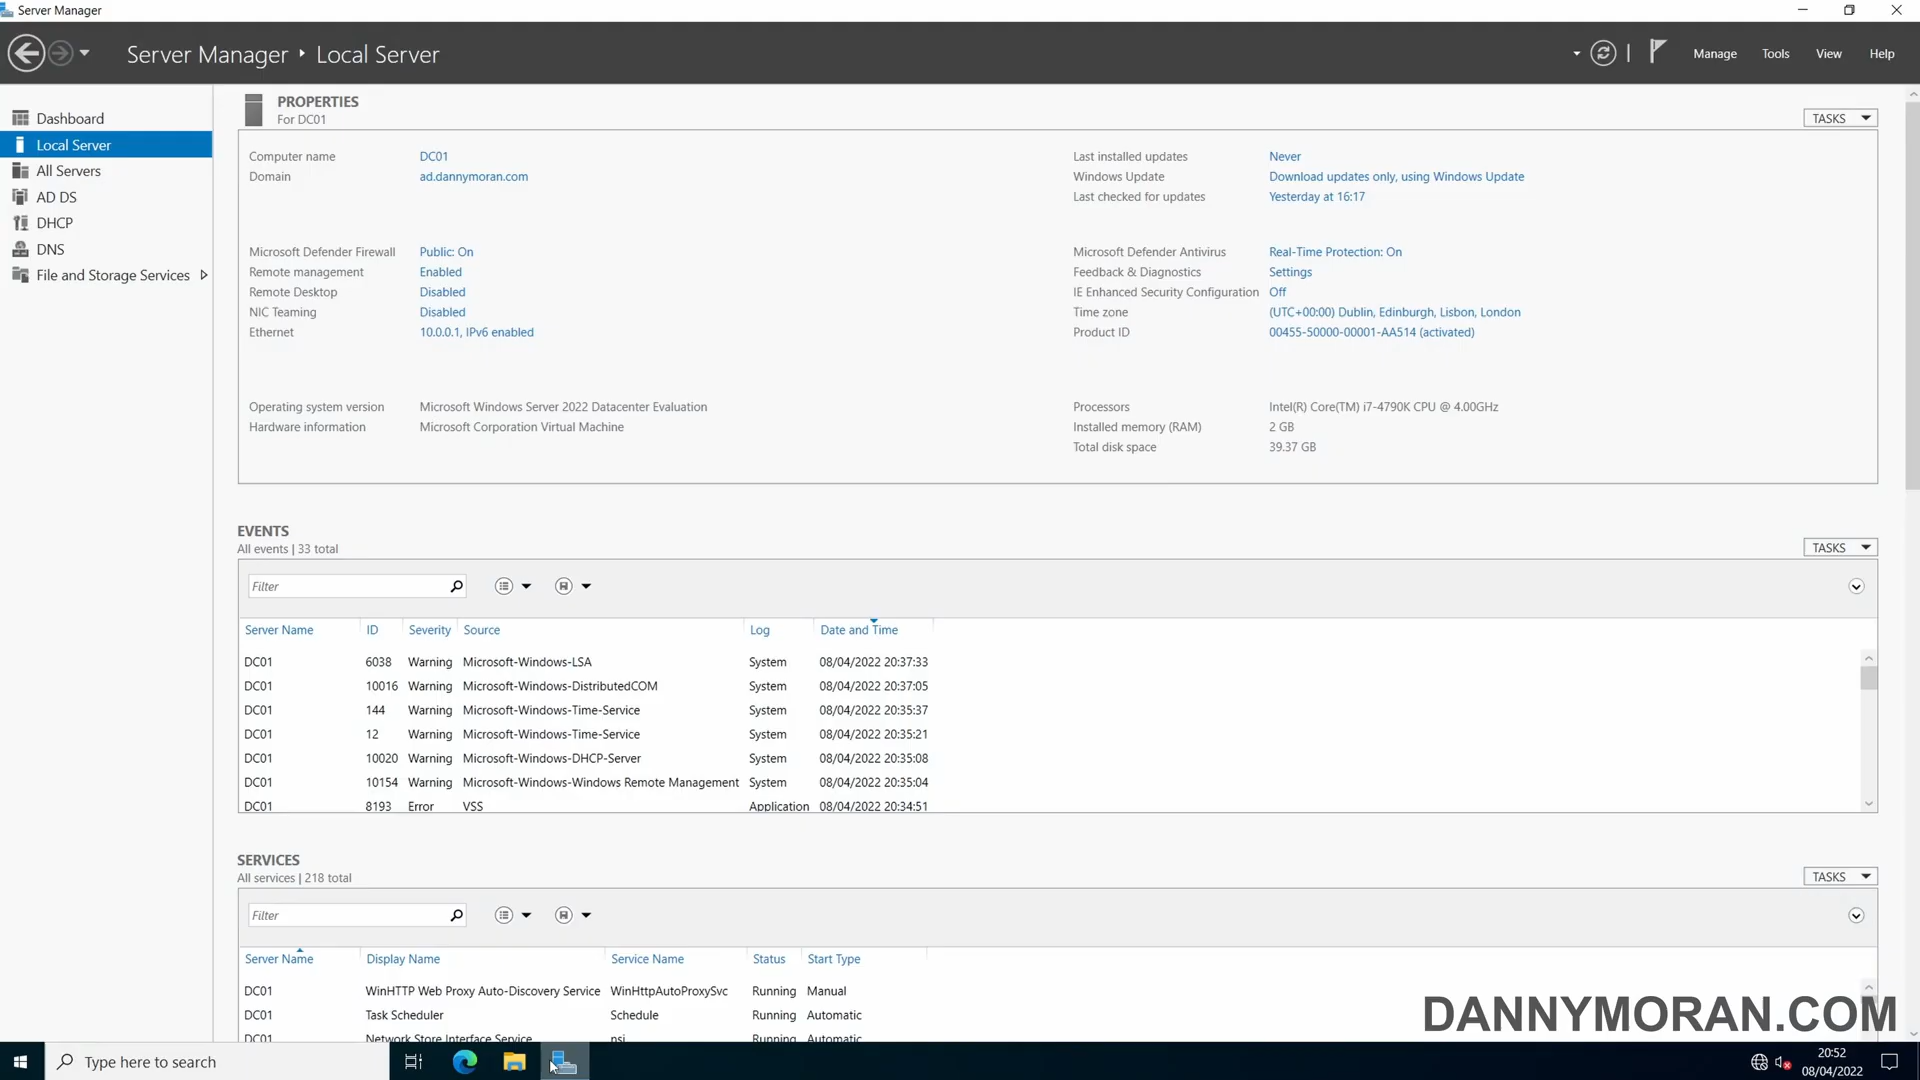 Server Manager
Server Manager ‣ Local Server
Manage Tools View Help
Dashboard
Local Server
All Servers
AD DS
DHCP
DNS
File and Storage Services
PROPERTIES
For DC01
TASKS
Computer name DC01
Domain ad.dannymoran.com
Last installed updates Never
Windows Update Download updates only, using Windows Update
Last checked for updates Yesterday at 16:17
Microsoft Defender Firewall Public: On
Remote management Enabled
Remote Desktop Disabled
NIC Teaming Disabled
Ethernet 10.0.0.1, IPv6 enabled
Microsoft Defender Antivirus Real-Time Protection: On
Feedback & Diagnostics Settings
IE Enhanced Security Configuration Off
Time zone (UTC+00:00) Dublin, Edinburgh, Lisbon, London
Product ID 00455-50000-00001-AA514 (activated)
Operating system version Microsoft Windows Server 2022 Datacenter Evaluation
Hardware information Microsoft Corporation Virtual Machine
Processors Intel(R) Core(TM) i7-4790K CPU @ 4.00GHz
Installed memory (RAM) 2 GB
Total disk space 39.37 GB
EVENTS
All events | 33 total
TASKS
Filter
Server Name ID Severity Source Log Date and Time
DC01 6038 Warning Microsoft-Windows-LSA System 08/04/2022 20:37:33
DC01 10016 Warning Microsoft-Windows-DistributedCOM System 08/04/2022 20:37:05
DC01 144 Warning Microsoft-Windows-Time-Service System 08/04/2022 20:35:37
DC01 12 Warning Microsoft-Windows-Time-Service System 08/04/2022 20:35:21
DC01 10020 Warning Microsoft-Windows-DHCP-Server System 08/04/2022 20:35:08
DC01 10154 Warning Microsoft-Windows-Windows Remote Management System 08/04/2022 20:35:04
DC01 8193 Error VSS Application 08/04/2022 20:34:51
SERVICES
All services | 218 total
TASKS
Filter
Server Name Display Name Service Name Status Start Type
DC01 WinHTTP Web Proxy Auto-Discovery Service WinHttpAutoProxySvc Running Manual
DC01 Task Scheduler Schedule Running Automatic
DC01 Network Store Interface Service nsi Running Automatic
DANNYMORAN.COM
Type here to search
20:52
08/04/2022